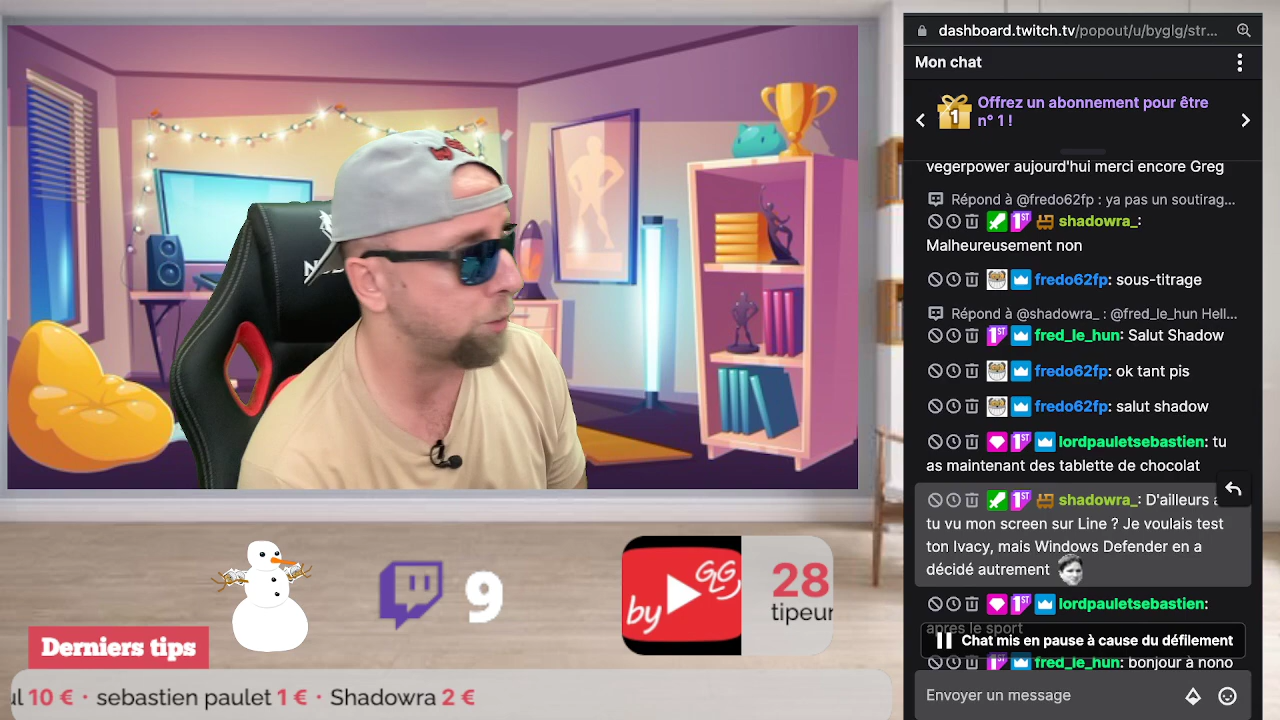 dashboard.twitch.tv/popout/u/byglg/str...
Mon chat
Offrez un abonnement pour être
n° 1 !
1
vegerpower aujourd'hui merci encore Greg
Répond à @fredo62fp : ya pas un soutirag...
shadowra_:
Malheureusement non
fredo62fp: sous-titrage
Répond à @shadowra_ : @fred_le_hun Hell...
fred_le_hun: Salut Shadow
fredo62fp: ok tant pis
fredo62fp: salut shadow
lordpauletsebastien: tu
as maintenant des tablette de chocolat
shadowra_: D'ailleurs
tu vu mon screen sur Line ? Je voulais test
ton Ivacy, mais Windows Defender en a
décidé autrement
lordpauletsebastien:
apres le sport
Chat mis en pause à cause du défilement
fred_le_hun: bonjour à nono
Envoyer un message
9
by GLG
28
tipeur
Derniers tips
10 € · sebastien paulet 1 € · Shadowra 2 €